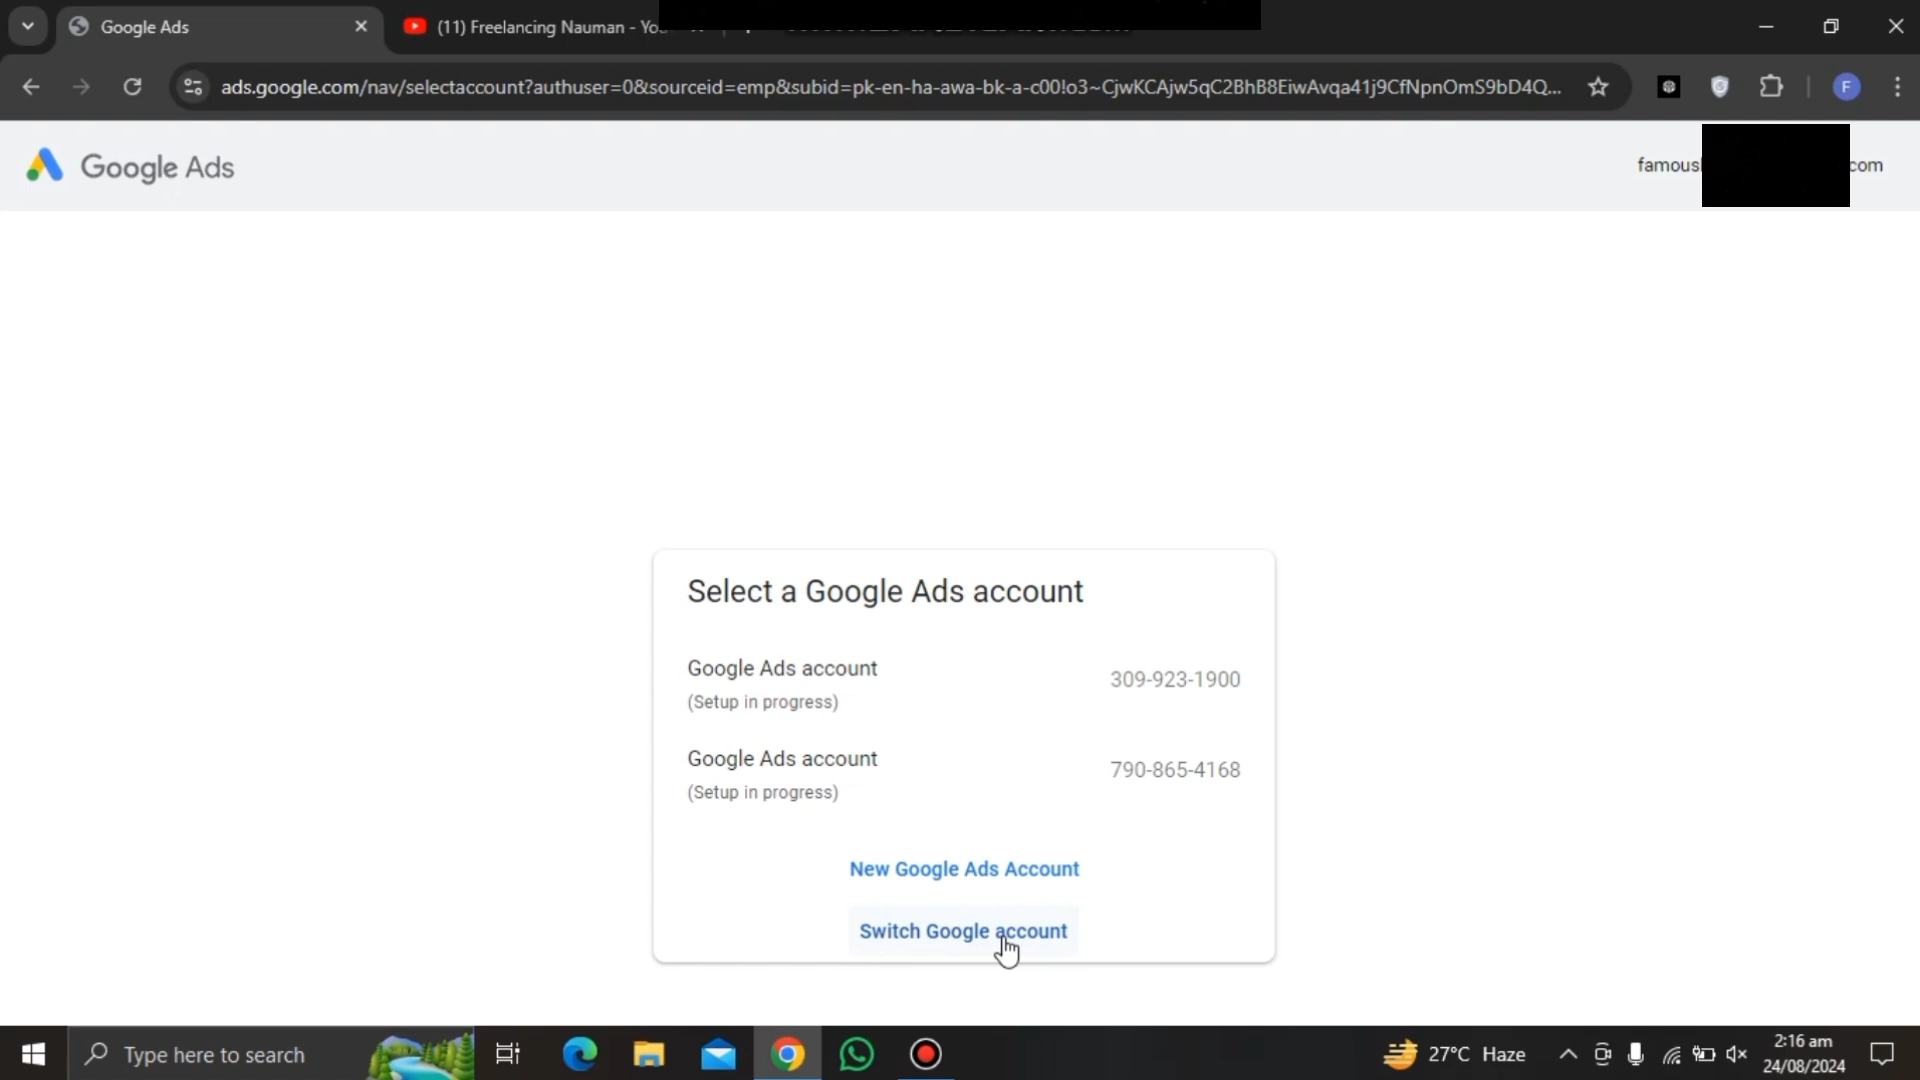 Google Ads
(11) Freelancing Nauman - Yo
ads.google.com/nav/selectaccount?authuser=0&sourceid=emp&subid=pk-en-ha-awa-bk-a-c00!o3~CjwKCAjw5qC2BhB8EiwAvqa41j9CfNpnOmS9bD4Q...
F
Google Ads
famous
com
Select a Google Ads account
Google Ads account
309-923-1900
(Setup in progress)
Google Ads account
790-865-4168
(Setup in progress)
New Google Ads Account
Switch Google account
Type here to search
27°C Haze
2:16 am
24/08/2024